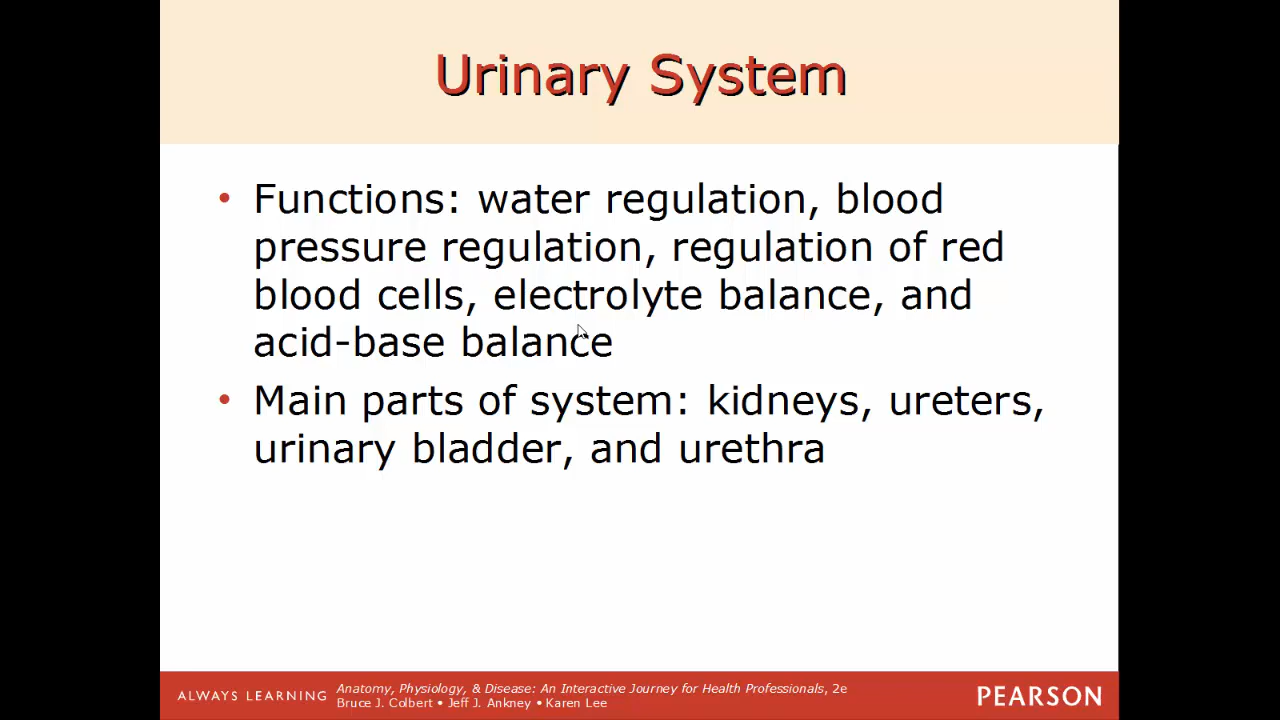 Urinary System
• Functions: water regulation, blood
pressure regulation, regulation of red
blood cells, electrolyte balance, and
acid-base balance
• Main parts of system: kidneys, ureters,
urinary bladder, and urethra
ALWAYS LEARNING
Anatomy, Physiology, & Disease: An Interactive Journey for Health Professionals, 2e
Bruce J. Colbert • Jeff J. Ankney • Karen Lee
PEARSON